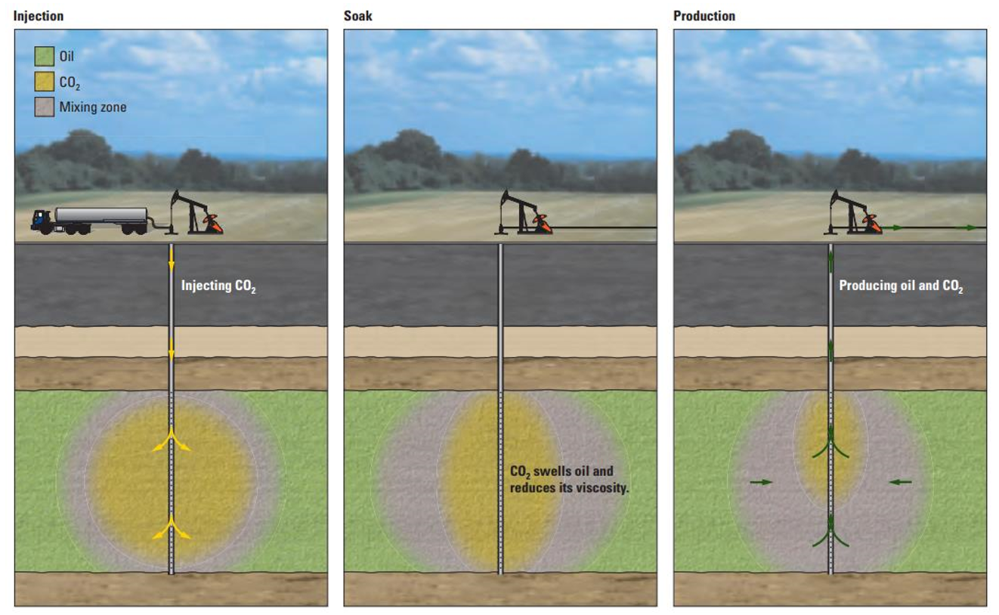 Injection
Soak
Production
Oil
CO₂
Mixing zone
Injecting CO₂
Producing oil and CO₂
CO₂ swells oil and
reduces its viscosity.